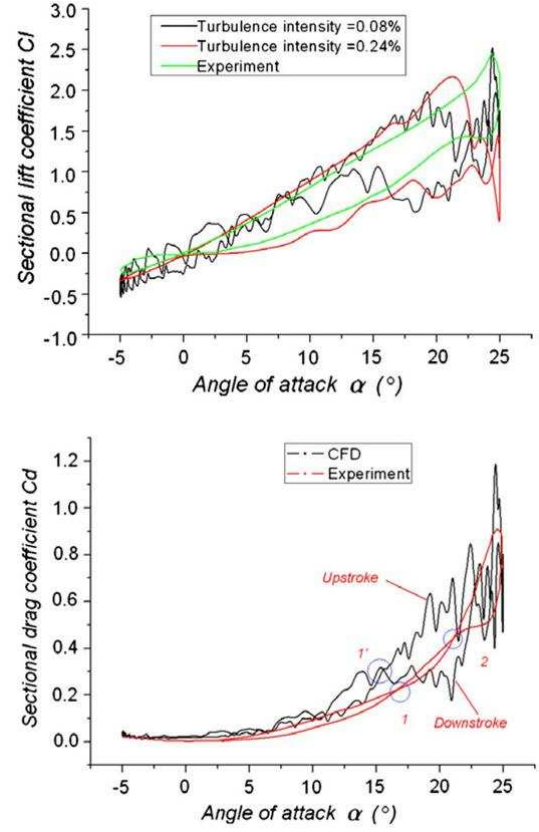 3.0
2.5
2.0
1.5
1.0
0.5
0.0
-0.5
-1.0
Sectional lift coefficient Cl
Turbulence intensity =0.08%
Turbulence intensity =0.24%
Experiment
-5 0 5 10 15 20 25
Angle of attack α (°)
1.2
1.0
0.8
0.6
0.4
0.2
0.0
Sectional drag coefficient Cd
CFD
Experiment
Upstroke
1'
2
1
Downstroke
-5 0 5 10 15 20 25
Angle of attack α (°)